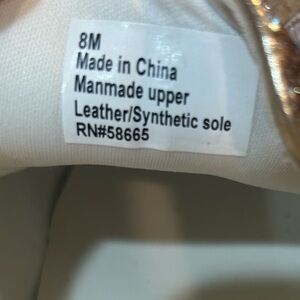 8M
Made in China
Manmade upper
Leather/Synthetic sole
RN#58665